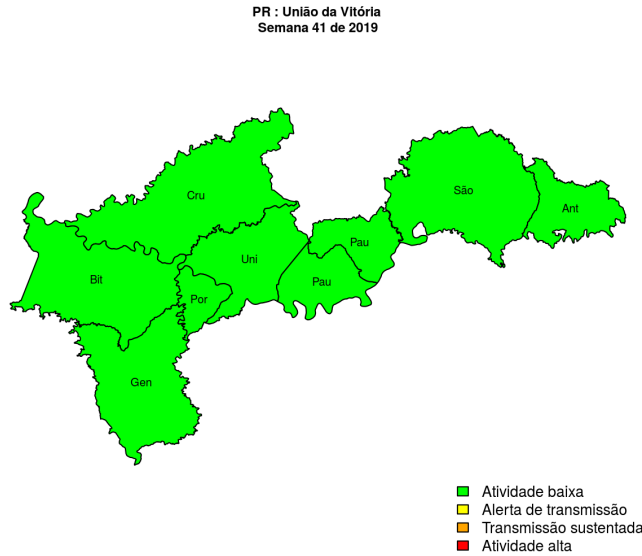 PR : União da Vitória
Semana 41 de 2019
Cru
São
Ant
Pau
Uni
Bit
Pau
Por
Gen
Atividade baixa
Alerta de transmissão
Transmissão sustentada
Atividade alta